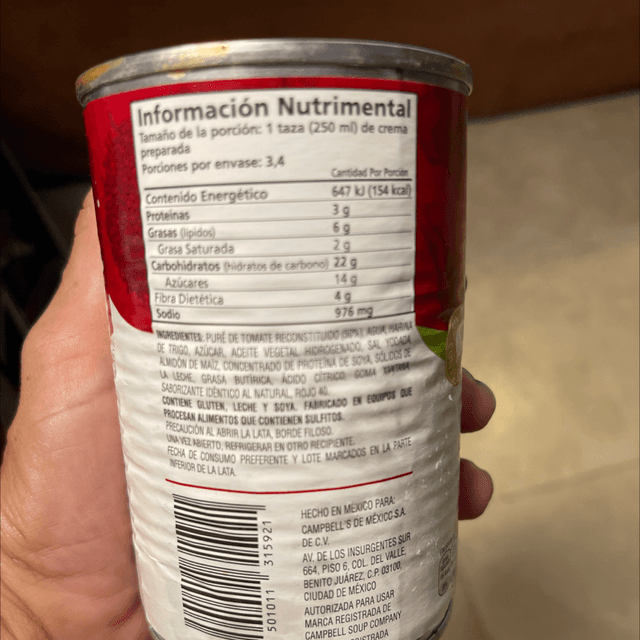 Información Nutrimental
Tamaño de la porción: 1 taza (250 ml) de crema
preparada
Porciones por envase: 3,4
Cantidad Por Porción
Contenido Energético 647 kJ (154 kcal)
Proteínas 3 g
Grasas (lípidos) 6 g
Grasa Saturada 2 g
Carbohidratos (hidratos de carbono) 22 g
Azúcares 14 g
Fibra Dietética 4 g
Sodio 976 mg
INGREDIENTES: PURÉ DE TOMATE RECONSTITUIDO AGUA, HARINA
DE TRIGO, AZÚCAR, ACEITE VEGETAL HIDROGENADO, SAL YODADA,
ALMIDÓN DE MAÍZ, CONCENTRADO DE PROTEÍNA DE SOYA, SÓLIDOS DE
LA LECHE, GRASA BUTÍRICA, ÁCIDO CÍTRICO, GOMA
SABORIZANTE IDÉNTICO AL NATURAL, ROJO 40.
CONTIENE GLUTEN, LECHE Y SOYA. FABRICADO EN EQUIPOS QUE
PROCESAN ALIMENTOS QUE CONTIENEN SULFITOS.
PRECAUCIÓN AL ABRIR LA LATA, BORDE FILOSO.
UNA VEZ ABIERTO, REFRIGERAR EN OTRO RECIPIENTE.
FECHA DE CONSUMO PREFERENTE Y LOTE MARCADOS EN LA PARTE
INFERIOR DE LA LATA.
HECHO EN MÉXICO PARA:
CAMPBELL'S DE MÉXICO S.A.
DE C.V.
AV. DE LOS INSURGENTES SUR
664, PISO 6, COL. DEL VALLE,
BENITO JUÁREZ, C.P. 03100,
CIUDAD DE MÉXICO
AUTORIZADA PARA USAR
MARCA REGISTRADA DE
CAMPBELL SOUP COMPANY
501011 315921